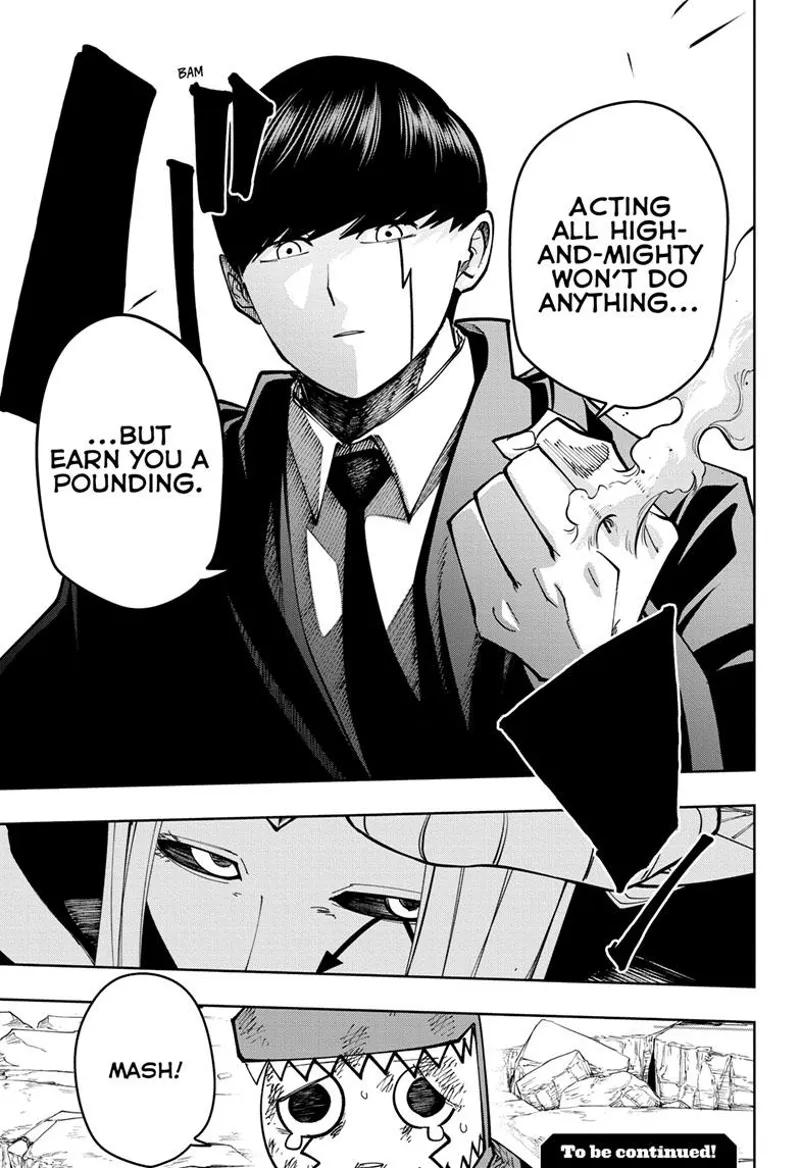 BAM
ACTING
ALL HIGH-
AND-MIGHTY
WON'T DO
ANYTHING...
...BUT
EARN YOU A
POUNDING.
MASH!
To be continued!